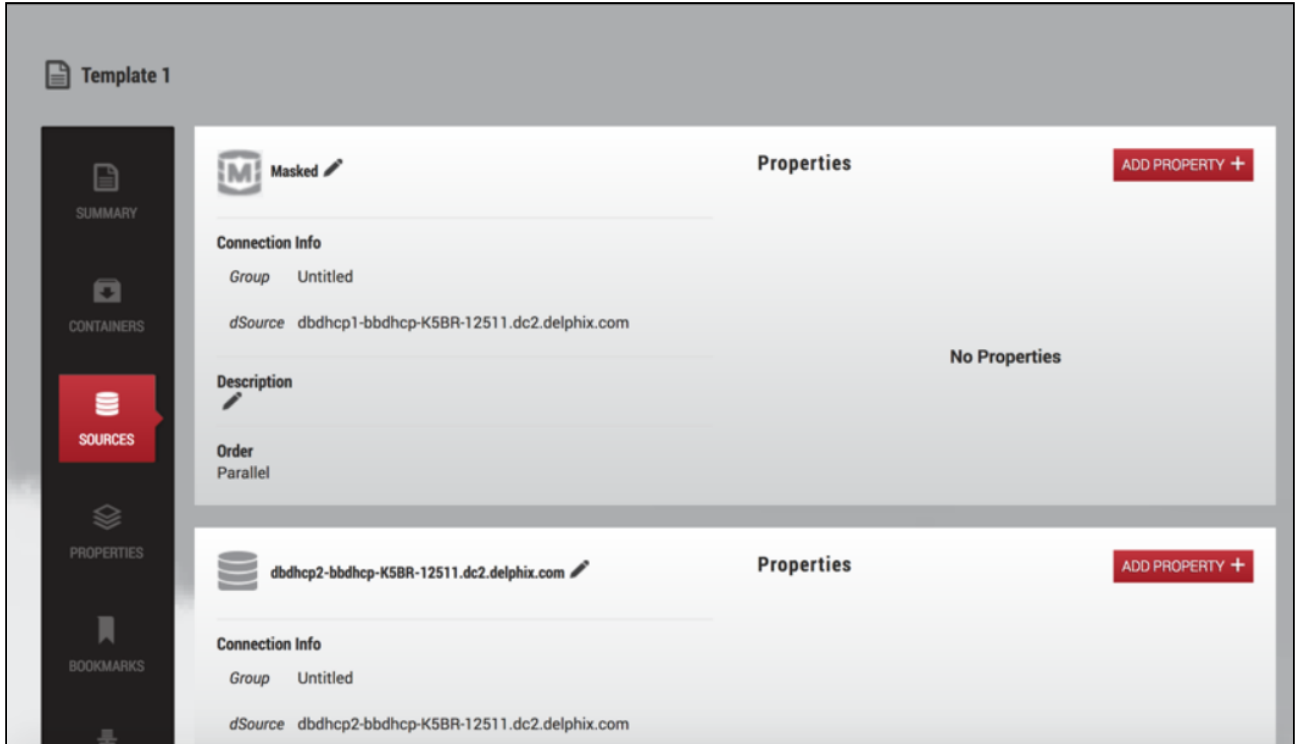 Template 1
SUMMARY
CONTAINERS
SOURCES
PROPERTIES
BOOKMARKS
M Masked
Properties
ADD PROPERTY +
Connection Info
Group Untitled
dSource dbdhcp1-bbdhcp-K5BR-12511.dc2.delphix.com
No Properties
Description
Order
Parallel
dbdhcp2-bbdhcp-K5BR-12511.dc2.delphix.com
Properties
ADD PROPERTY +
Connection Info
Group Untitled
dSource dbdhcp2-bbdhcp-K5BR-12511.dc2.delphix.com